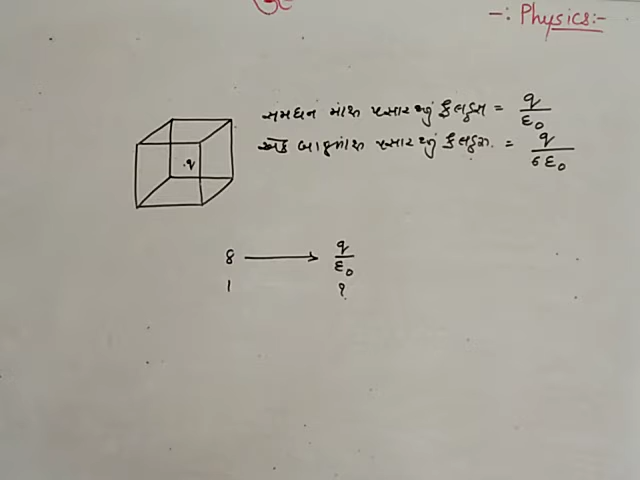 -: Physics:-
સમઘન માંથી પસાર થતું ફ્લક્સ = q/ε₀
એક બાજુમાંથી પસાર થતું ફ્લક્સ. = q/6ε₀
.q
8 ⟶ q/ε₀
1 ?